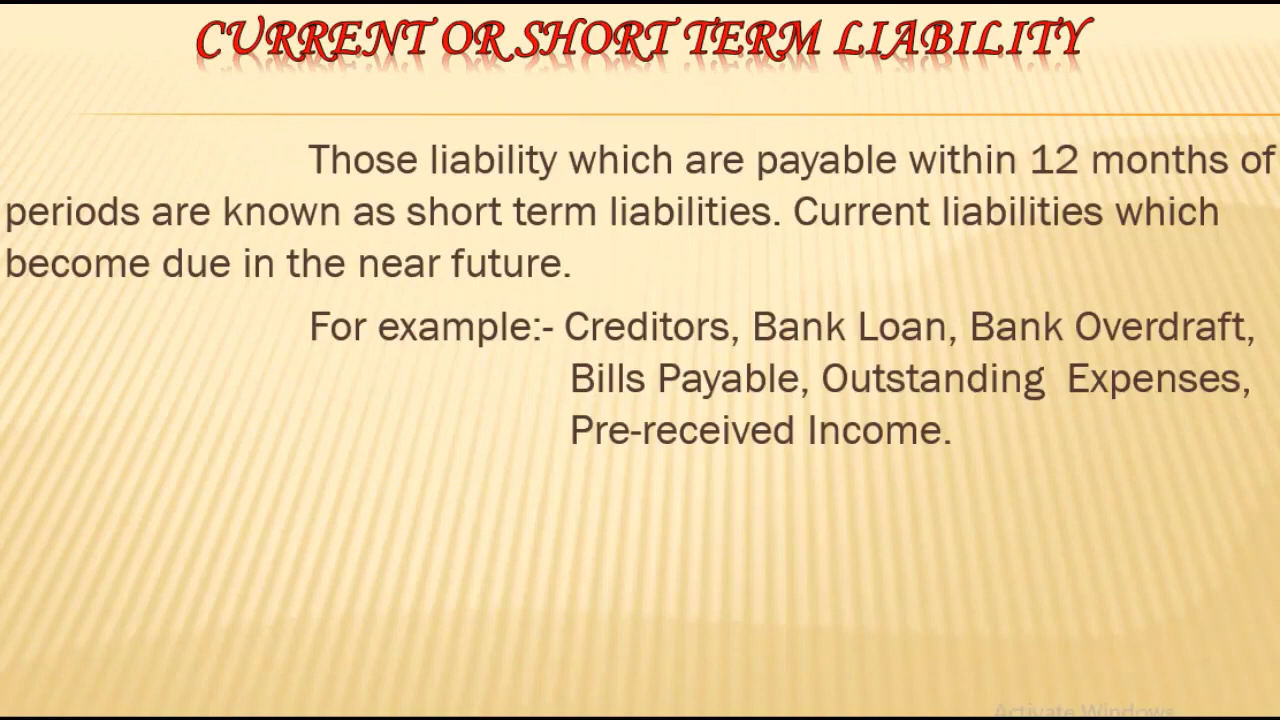 CURRENT OR SHORT TERM LIABILITY
Those liability which are payable within 12 months of
periods are known as short term liabilities. Current liabilities which
become due in the near future.
For example:- Creditors, Bank Loan, Bank Overdraft,
Bills Payable, Outstanding Expenses,
Pre-received Income.
Activate Windows